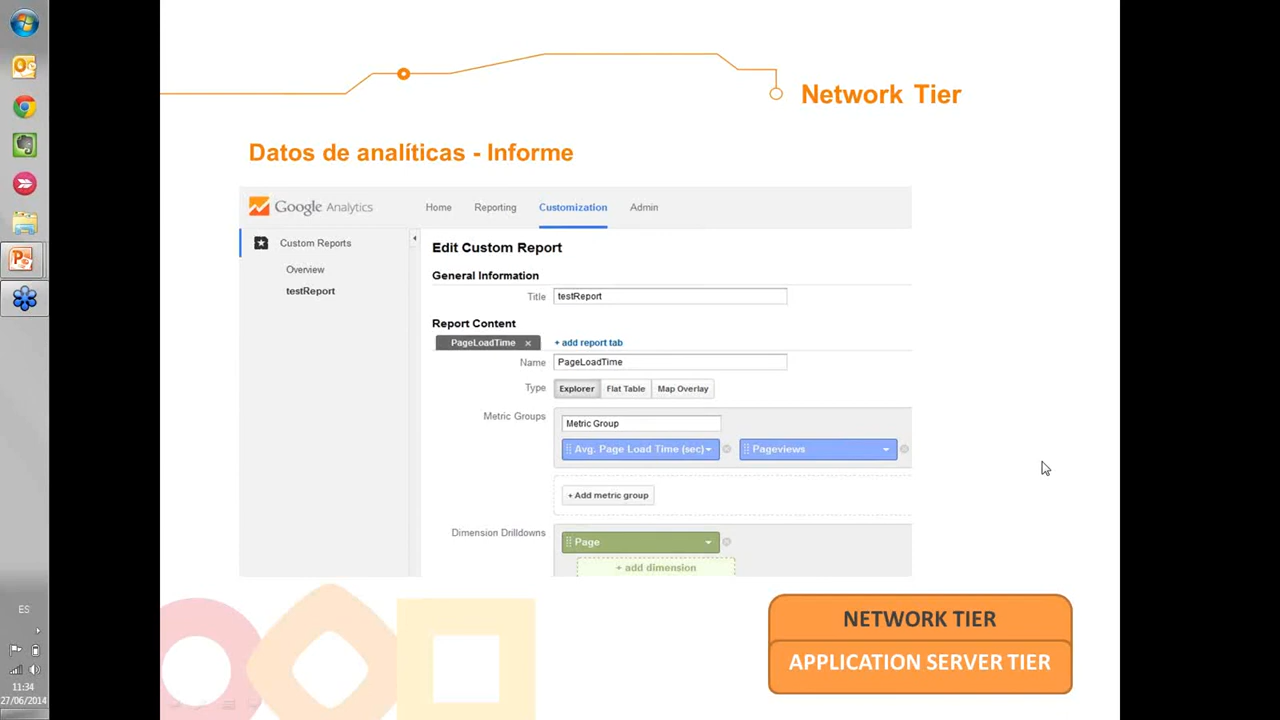 Network Tier
Datos de analíticas - Informe
Google Analytics
Home Reporting Customization Admin
Custom Reports
Overview
testReport
Edit Custom Report
General Information
Title testReport
Report Content
PageLoadTime x + add report tab
Name PageLoadTime
Type Explorer Flat Table Map Overlay
Metric Groups
Metric Group
Avg. Page Load Time (sec) Pageviews
+ Add metric group
Dimension Drilldowns
Page
+ add dimension
NETWORK TIER
APPLICATION SERVER TIER
ES
11:34
27/06/2014